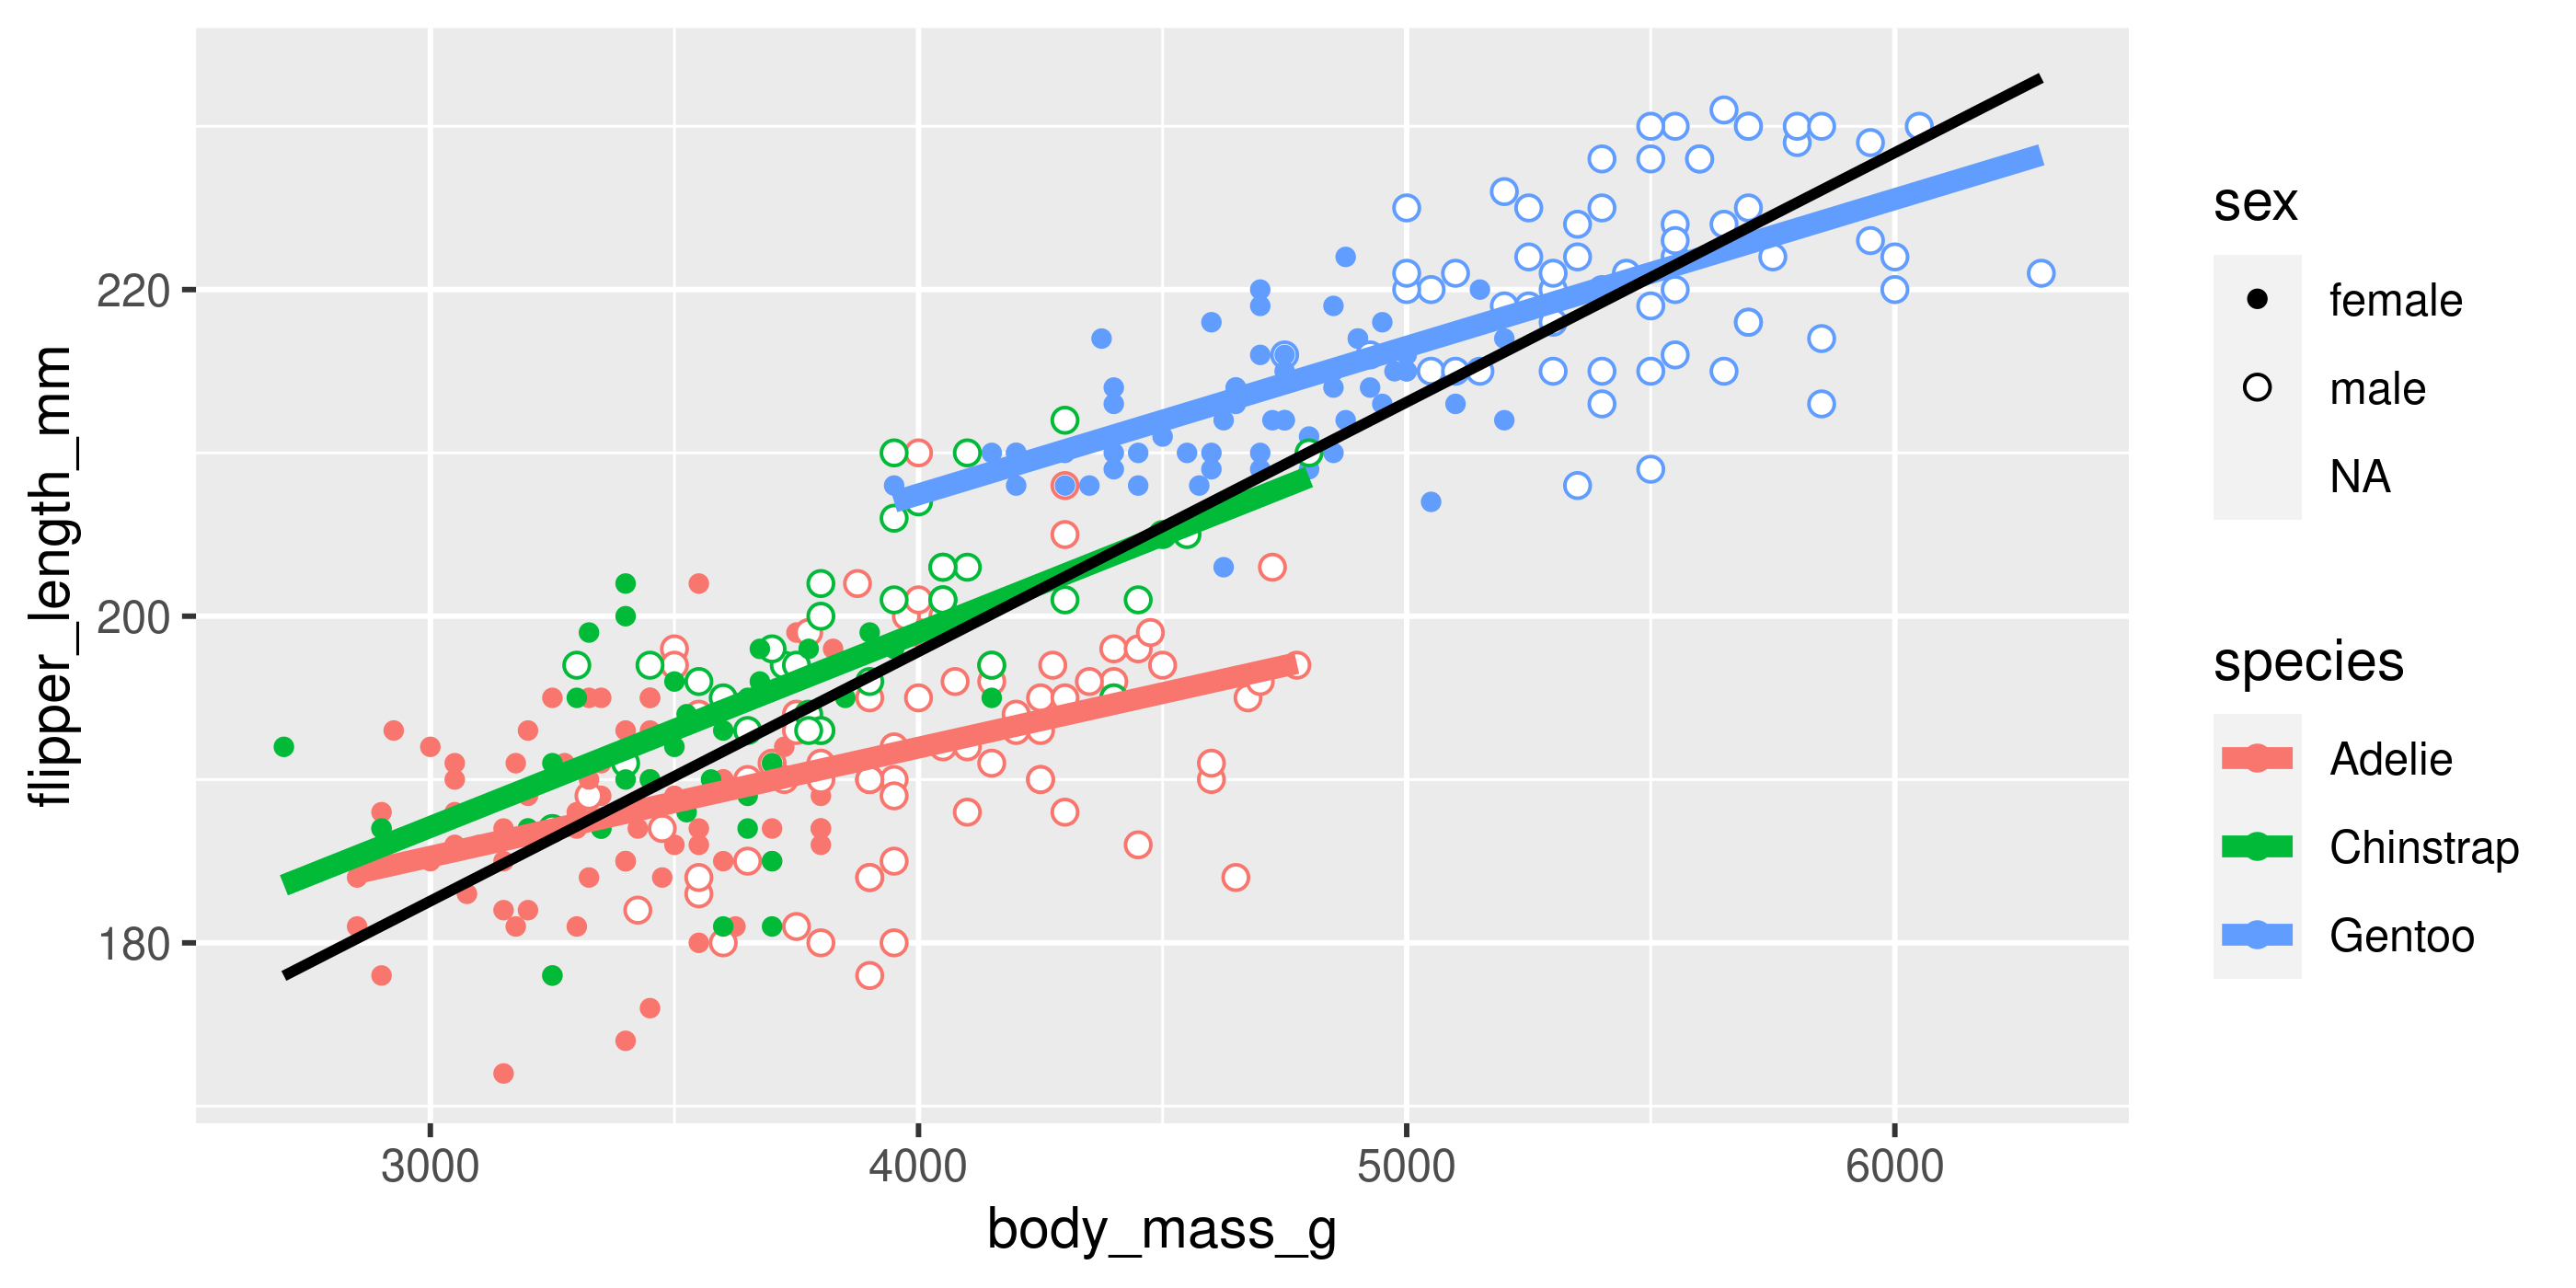 flipper_length_mm
220
200
180
3000
4000
5000
6000
body_mass_g
sex
female
male
NA
species
Adelie
Chinstrap
Gentoo